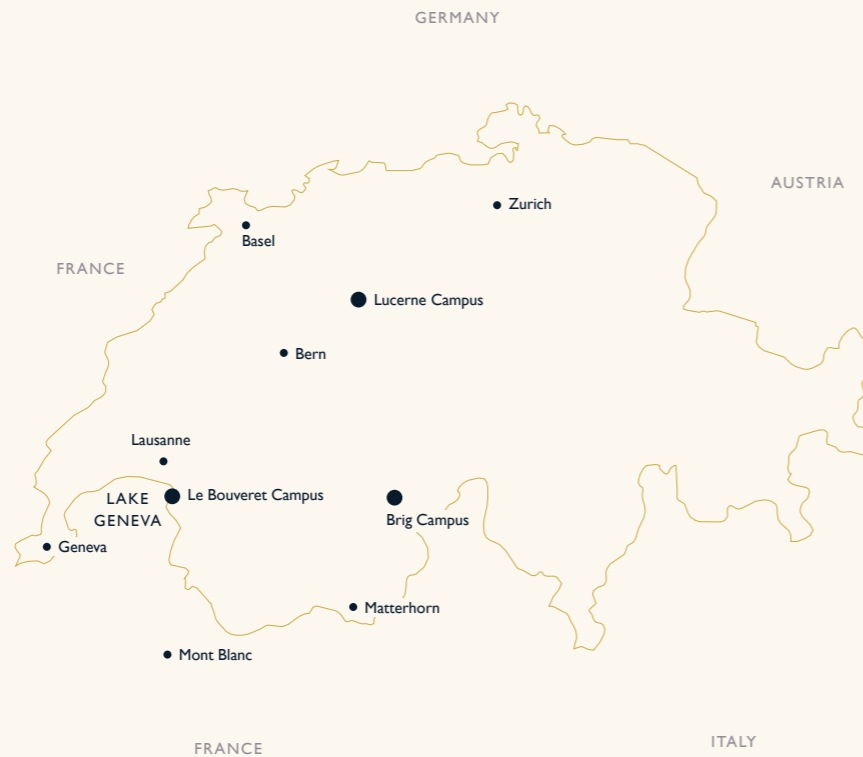 GERMANY
AUSTRIA
Zurich
Basel
FRANCE
Lucerne Campus
Bern
Lausanne
LAKE
GENEVA
Le Bouveret Campus
Brig Campus
Geneva
Matterhorn
Mont Blanc
ITALY
FRANCE